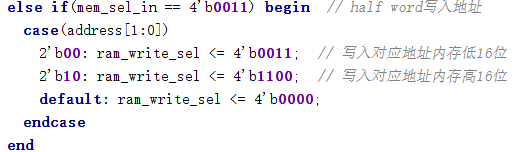 else if(mem_sel_in == 4'b0011) begin  // half word写入地址
case(address[1:0])
2'b00: ram_write_sel <= 4'b0011;  // 写入对应地址内存低16位
2'b10: ram_write_sel <= 4'b1100;  // 写入对应地址内存高16位
default: ram_write_sel <= 4'b0000;
endcase
end